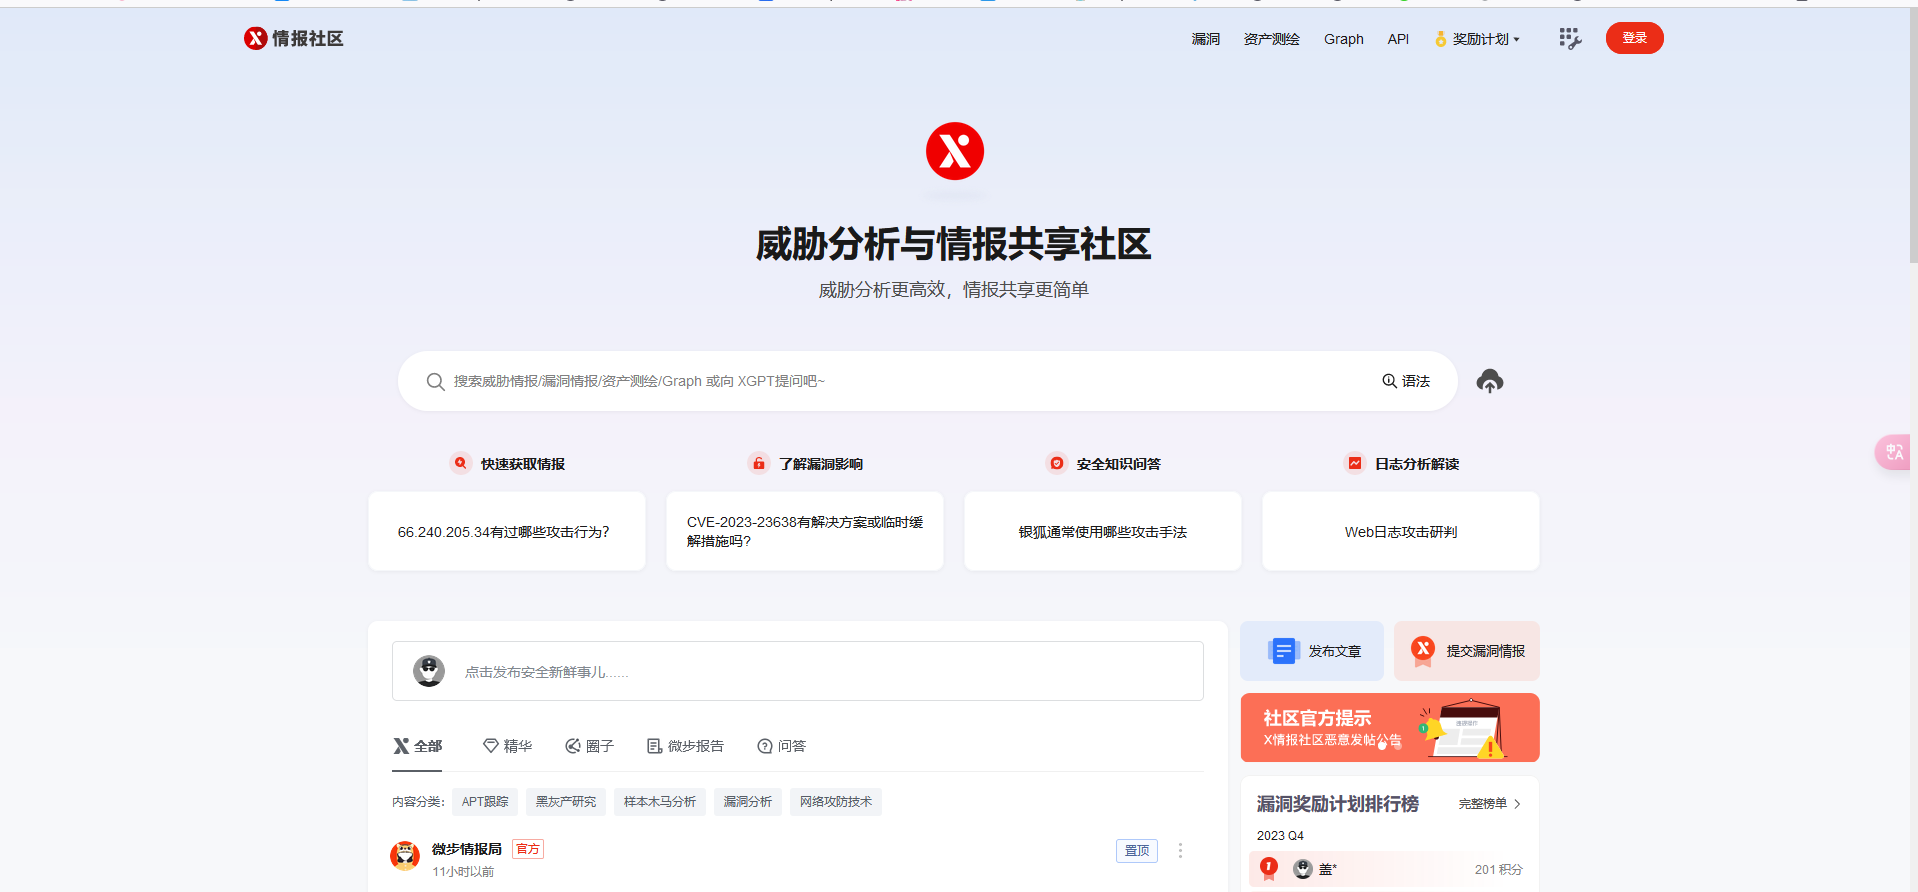 情报社区
漏洞 资产测绘 Graph API 奖励计划 登录
威胁分析与情报共享社区
威胁分析更高效，情报共享更简单
搜索威胁情报/漏洞情报/资产测绘/Graph 或向 XGPT提问吧~ 语法
快速获取情报 了解漏洞影响 安全知识问答 日志分析解读
66.240.205.34有过哪些攻击行为?
CVE-2023-23638有解决方案或临时缓
解措施吗?
银狐通常使用哪些攻击手法
Web日志攻击研判
点击发布安全新鲜事儿......
发布文章 提交漏洞情报
社区官方提示
X情报社区恶意发帖公告
全部 精华 圈子 微步报告 问答
内容分类: APT跟踪 黑灰产研究 样本木马分析 漏洞分析 网络攻防技术
微步情报局 官方 置顶
11小时以前
漏洞奖励计划排行榜 完整榜单
2023 Q4
1 盖* 201 积分